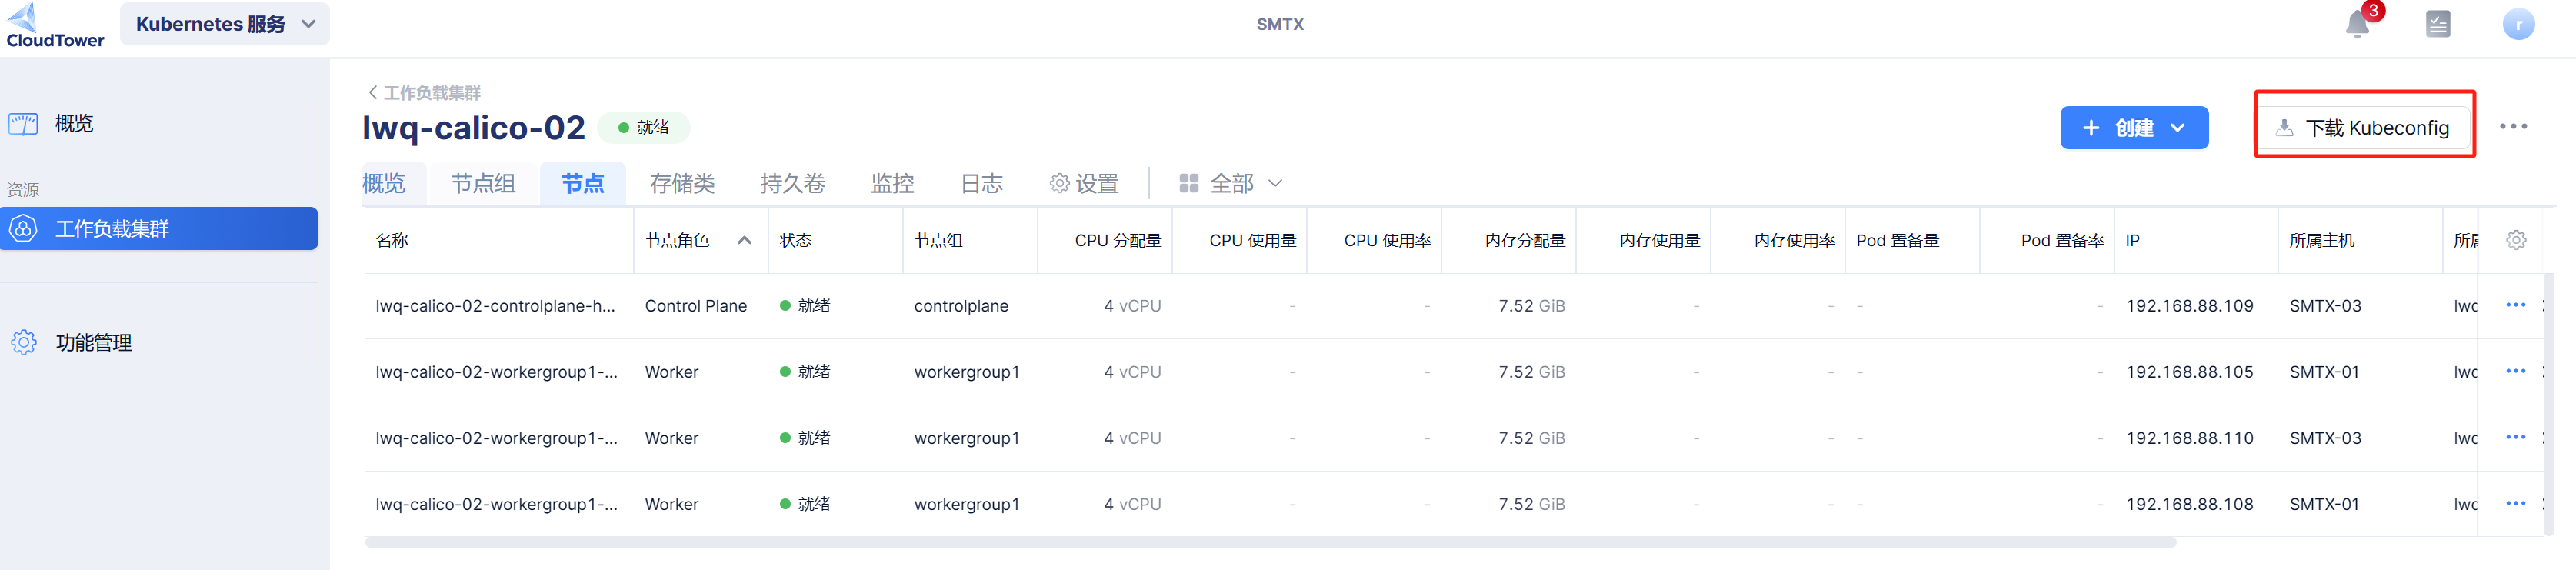 CloudTower
Kubernetes 服务
SMTX
3
r
概览
资源
工作负载集群
功能管理
工作负载集群
lwq-calico-02 就绪
创建
下载 Kubeconfig
概览 节点组 节点 存储类 持久卷 监控 日志 设置 全部
名称 节点角色 状态 节点组 CPU 分配量 CPU 使用量 CPU 使用率 内存分配量 内存使用量 内存使用率 Pod 置备量 Pod 置备率 IP 所属主机 所属
lwq-calico-02-controlplane-h... Control Plane 就绪 controlplane 4 vCPU - - 7.52 GiB - - - - 192.168.88.109 SMTX-03 lwq
lwq-calico-02-workergroup1-... Worker 就绪 workergroup1 4 vCPU - - 7.52 GiB - - - - 192.168.88.105 SMTX-01 lwq
lwq-calico-02-workergroup1-... Worker 就绪 workergroup1 4 vCPU - - 7.52 GiB - - - - 192.168.88.110 SMTX-03 lwq
lwq-calico-02-workergroup1-... Worker 就绪 workergroup1 4 vCPU - - 7.52 GiB - - - - 192.168.88.108 SMTX-01 lwq